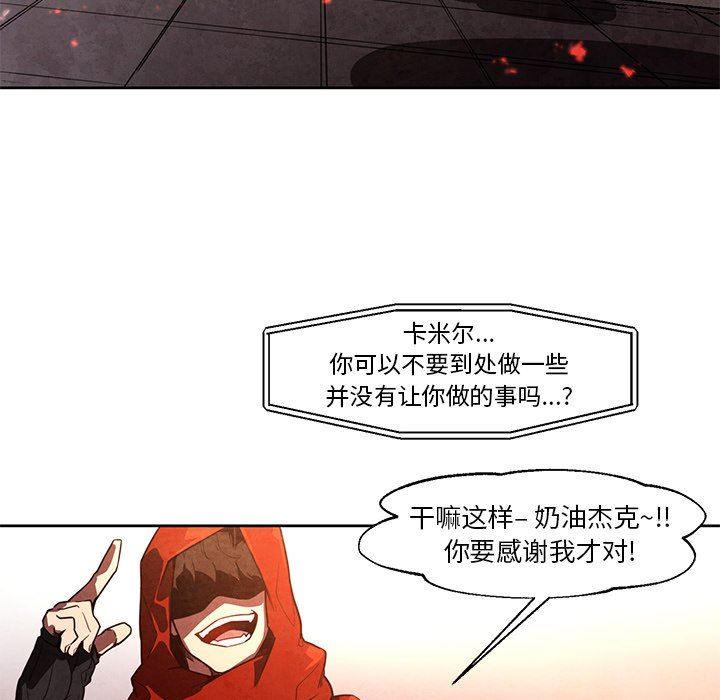 卡米尔...
你可以不要到处做一些
并没有让你做的事吗...?
干嘛这样– 奶油杰克~!!
你要感谢我才对!